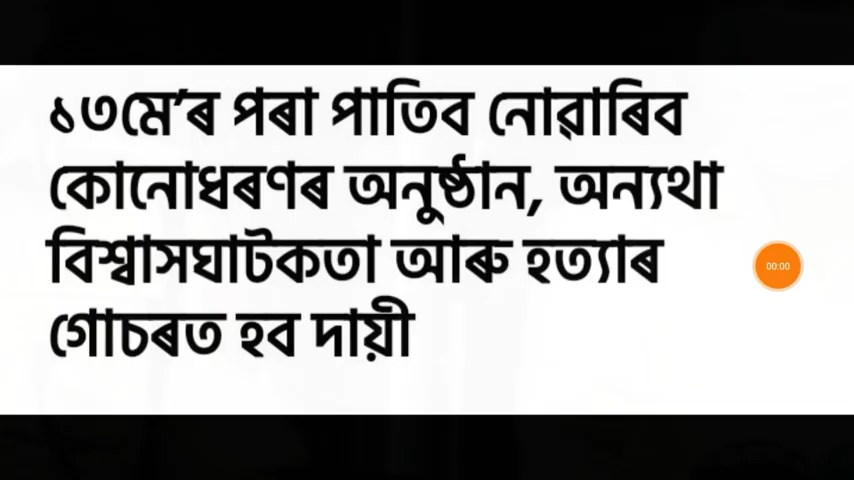 ১৩মে’ৰ পৰা পাতিব নোৱাৰিব
কোনোধৰণৰ অনুষ্ঠান, অন্যথা
বিশ্বাসঘাটকতা আৰু হত্যাৰ
গোচৰত হব দায়ী
00:00